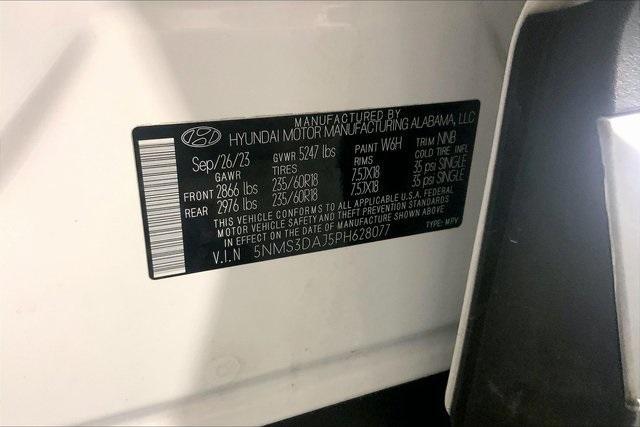 MANUFACTURED BY
HYUNDAI MOTOR MANUFACTURING ALABAMA, LLC
Sep/26/23 GVWR 5247 lbs PAINT W6H TRIM NNB
GAWR TIRES RIMS COLD TIRE INFL
FRONT 2866 lbs 235/60R18 7.5JX18 35 psi SINGLE
REAR 2976 lbs 235/60R18 7.5JX18 35 psi SINGLE
THIS VEHICLE CONFORMS TO ALL APPLICABLE U.S.A. FEDERAL
MOTOR VEHICLE SAFETY AND THEFT PREVENTION STANDARDS
IN EFFECT ON THE DATE OF MANUFACTURE SHOWN ABOVE
V.I.N 5NMS3DAJ5PH628077 TYPE: MPV